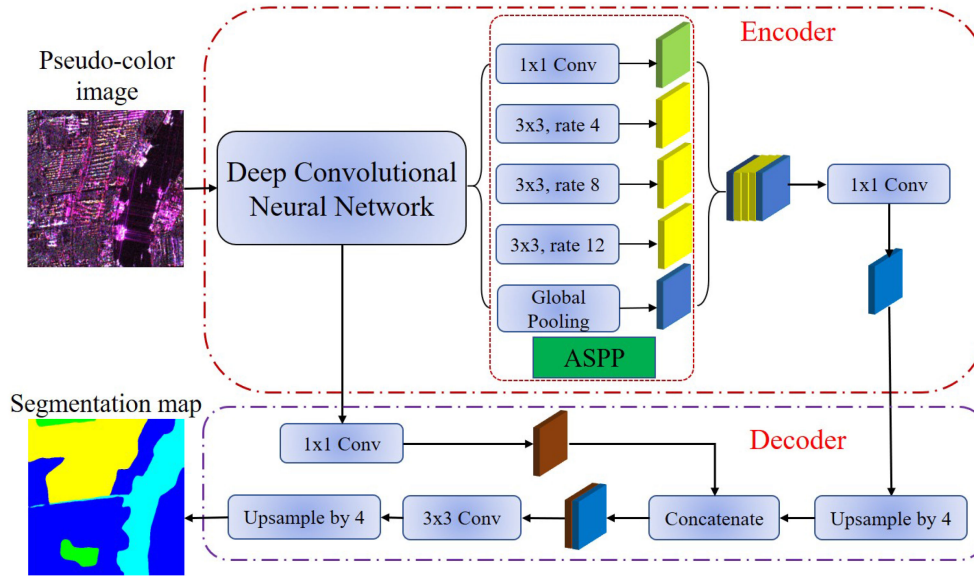 Encoder
Pseudo-color
image
1x1 Conv
3x3, rate 4
Deep Convolutional
Neural Network
3x3, rate 8
1x1 Conv
3x3, rate 12
Global
Pooling
ASPP
Segmentation map
Decoder
1x1 Conv
Upsample by 4
3x3 Conv
Concatenate
Upsample by 4